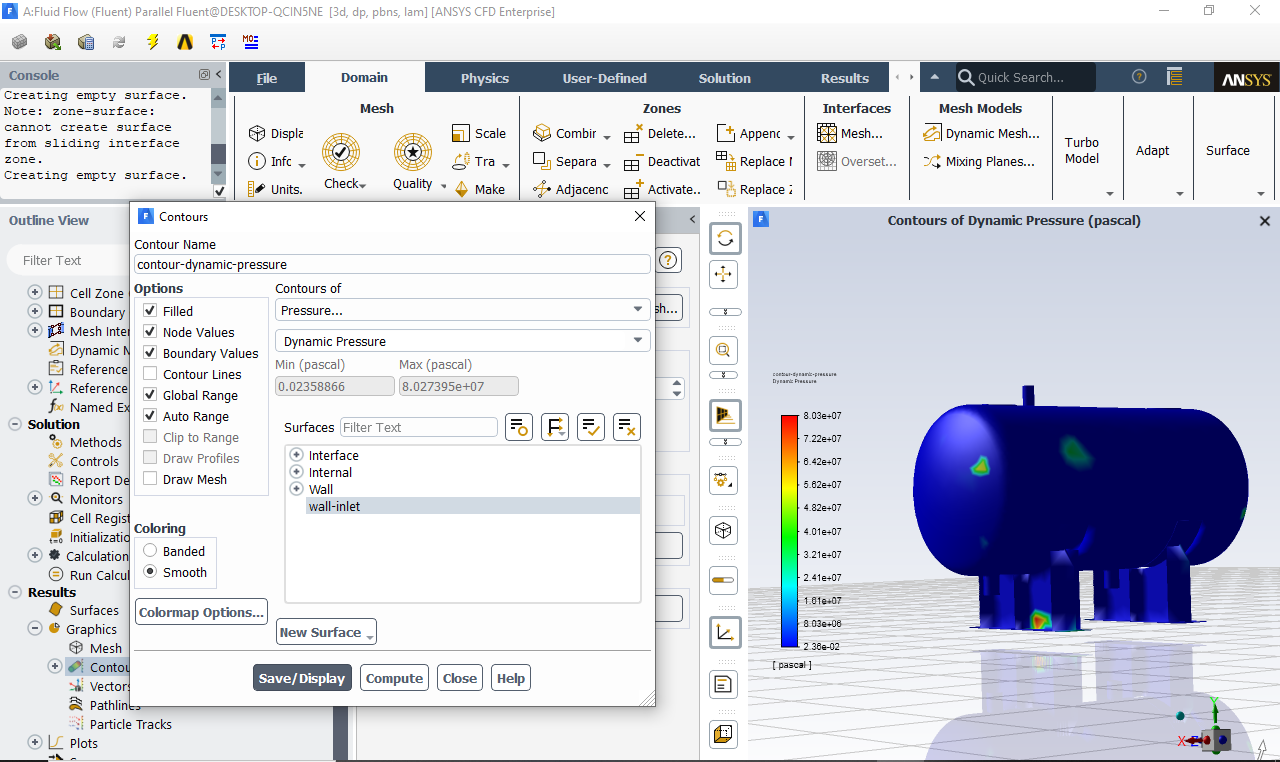 A:Fluid Flow (Fluent) Parallel Fluent@DESKTOP-QCIN5NE [3d, dp, pbns, lam] [ANSYS CFD Enterprise]
Console
Creating empty surface.
Note: zone-surface:
cannot create surface
from sliding interface
zone.
Creating empty surface.
File
Domain
Physics
User-Defined
Solution
Results
Quick Search...
ANSYS
Mesh
Displa
Info
Units.
Check
Quality
Scale
Tra
Make
Zones
Combin
Separa
Adjacenc
Delete...
Deactivat
Activate..
Append
Replace M
Replace Z
Interfaces
Mesh...
Overset...
Mesh Models
Dynamic Mesh...
Mixing Planes...
Turbo
Model
Adapt
Surface
Outline View
Filter Text
Cell Zone
Boundary
Mesh Inter
Dynamic M
Reference
Reference
Named Ex
Solution
Methods
Controls
Report De
Monitors
Cell Regist
Initializatio
Calculation
Run Calcu
Results
Surfaces
Graphics
Mesh
Contou
Vectors
Pathline
Particle Tracks
Plots
Contours
Contour Name
contour-dynamic-pressure
Options
Filled
Node Values
Boundary Values
Contour Lines
Global Range
Auto Range
Clip to Range
Draw Profiles
Draw Mesh
Coloring
Banded
Smooth
Colormap Options...
Contours of
Pressure...
Dynamic Pressure
Min (pascal)
Max (pascal)
0.02358866
8.027395e+07
Surfaces
Filter Text
Interface
Internal
Wall
wall-inlet
New Surface
Save/Display
Compute
Close
Help
sh...
Contours of Dynamic Pressure (pascal)
contour-dynamic-pressure
Dynamic Pressure
8.03e+07
7.22e+07
6.42e+07
5.62e+07
4.82e+07
4.01e+07
3.21e+07
2.41e+07
1.61e+07
8.03e+06
2.36e-02
[ pascal ]
Y
X
Z